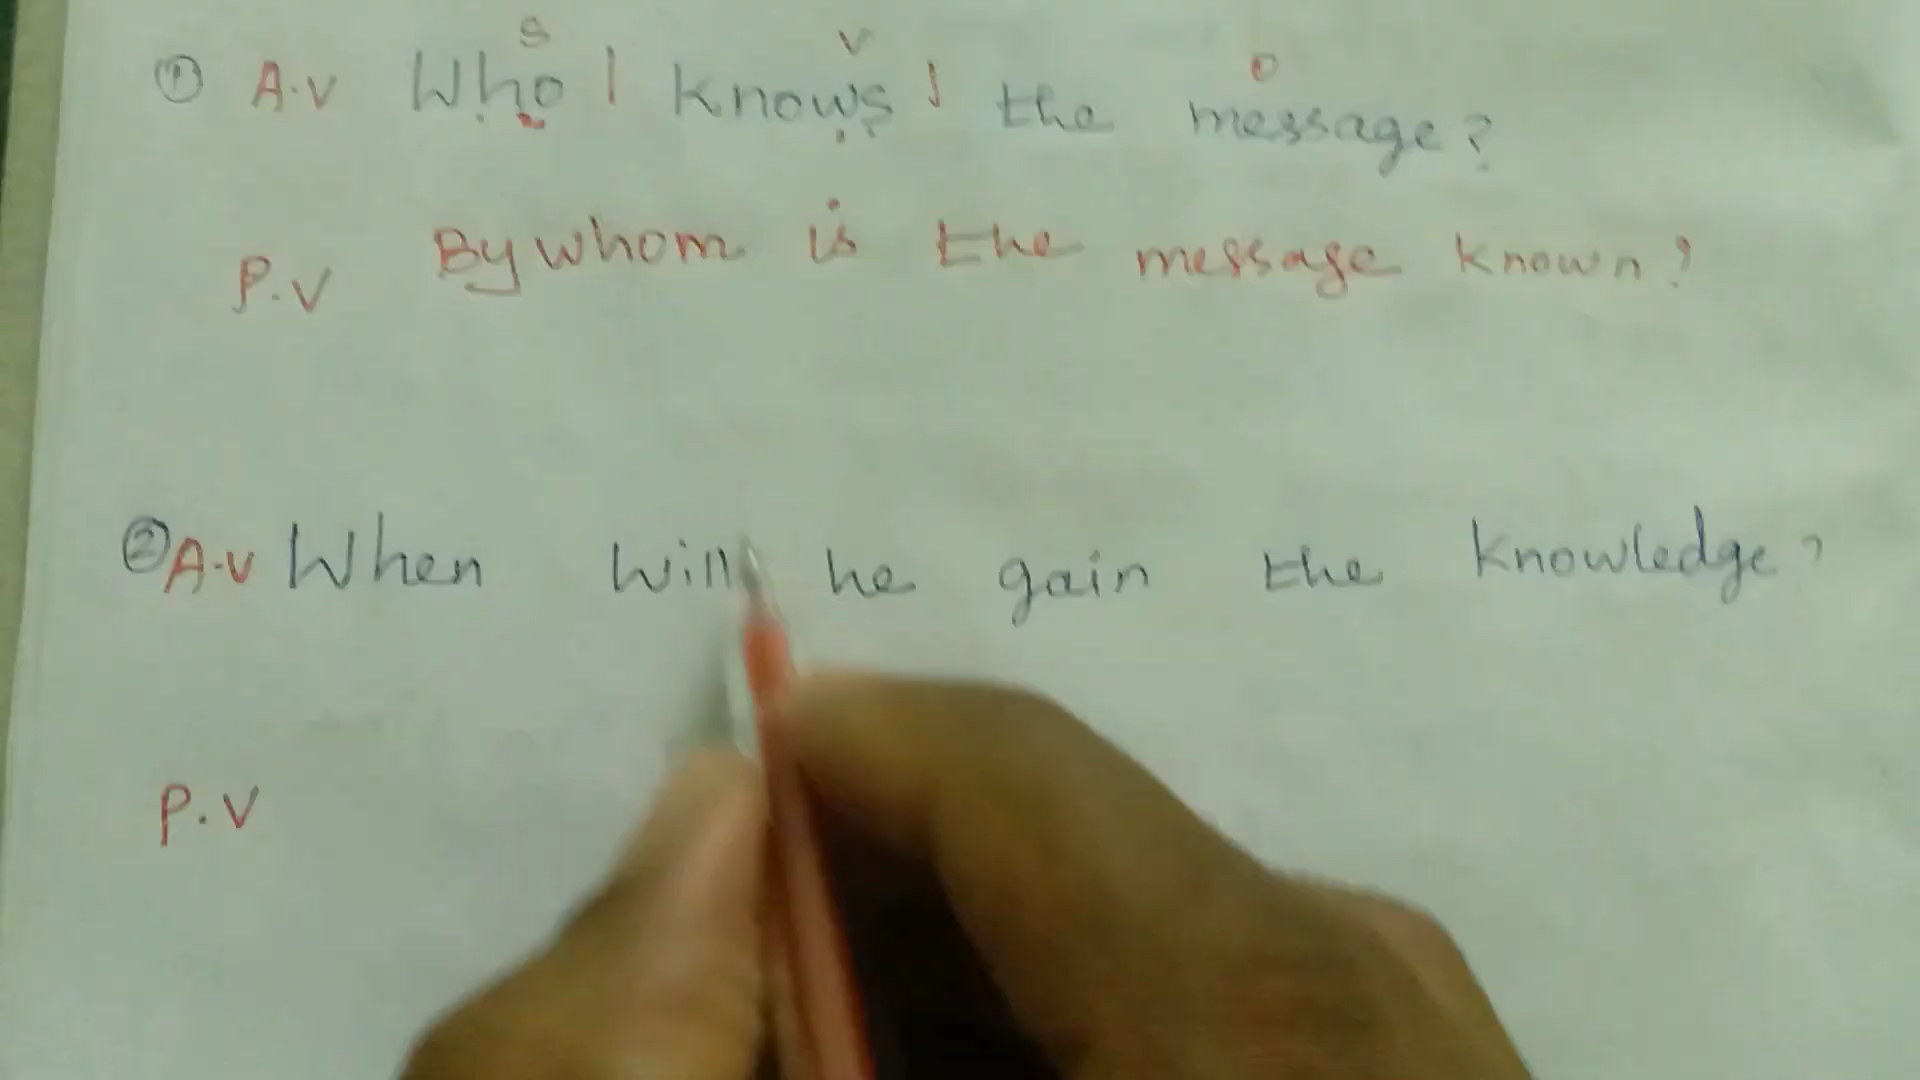 S V O
① A.V Who | knows | the message?
P.V By whom is the message known?
② A.V When will he gain the knowledge?
P.V